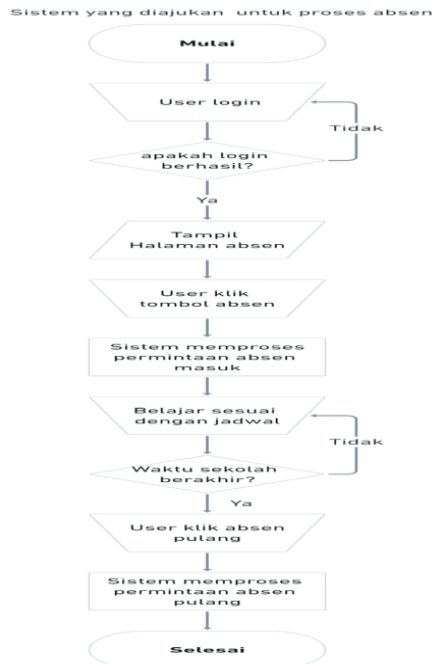 Sistem yang diajukan untuk proses absen
Mulai
User login
Tidak
apakah login
berhasil?
Ya
Tampil
Halaman absen
User klik
tombol absen
Sistem memproses
permintaan absen
masuk
Belajar sesuai
dengan jadwal
Tidak
Waktu sekolah
berakhir?
Ya
User klik absen
pulang
Sistem memproses
permintaan absen
pulang
Selesai